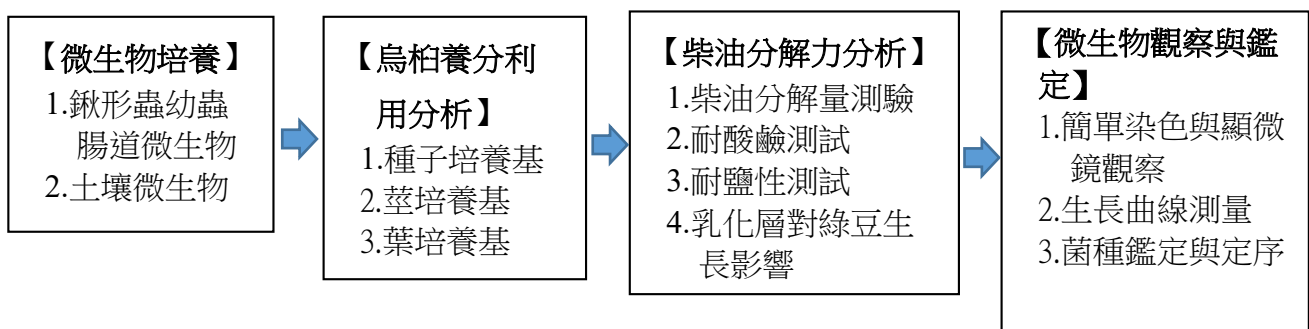 【微生物培養】
1.鍬形蟲幼蟲
腸道微生物
2.土壤微生物
【烏桕養分利
用分析】
1.種子培養基
2.莖培養基
3.葉培養基
【柴油分解力分析】
1.柴油分解量測驗
2.耐酸鹼測試
3.耐鹽性測試
4.乳化層對綠豆生
長影響
【微生物觀察與鑑
定】
1.簡單染色與顯微
鏡觀察
2.生長曲線測量
3.菌種鑑定與定序